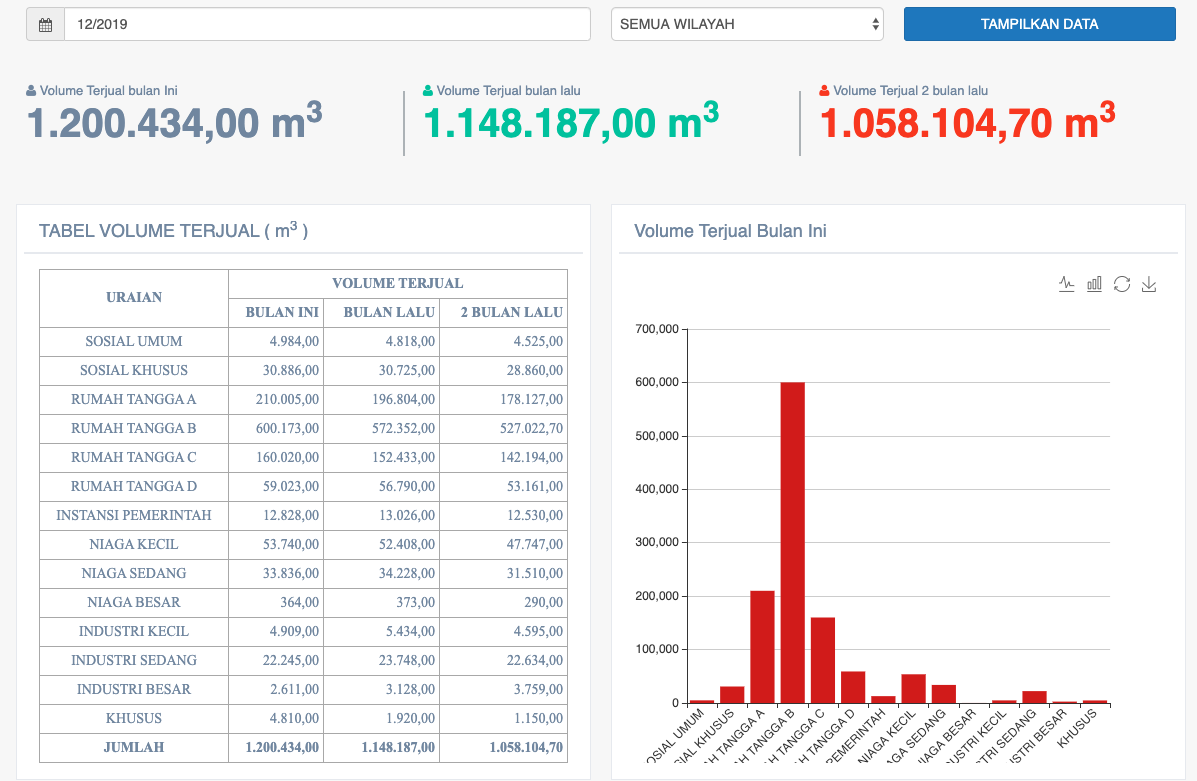 12/2019
SEMUA WILAYAH
TAMPILKAN DATA
Volume Terjual bulan Ini
1.200.434,00 m³
Volume Terjual bulan lalu
1.148.187,00 m³
Volume Terjual 2 bulan lalu
1.058.104,70 m³
TABEL VOLUME TERJUAL ( m³ )
URAIAN VOLUME TERJUAL
BULAN INI BULAN LALU 2 BULAN LALU
SOSIAL UMUM 4.984,00 4.818,00 4.525,00
SOSIAL KHUSUS 30.886,00 30.725,00 28.860,00
RUMAH TANGGA A 210.005,00 196.804,00 178.127,00
RUMAH TANGGA B 600.173,00 572.352,00 527.022,70
RUMAH TANGGA C 160.020,00 152.433,00 142.194,00
RUMAH TANGGA D 59.023,00 56.790,00 53.161,00
INSTANSI PEMERINTAH 12.828,00 13.026,00 12.530,00
NIAGA KECIL 53.740,00 52.408,00 47.747,00
NIAGA SEDANG 33.836,00 34.228,00 31.510,00
NIAGA BESAR 364,00 373,00 290,00
INDUSTRI KECIL 4.909,00 5.434,00 4.595,00
INDUSTRI SEDANG 22.245,00 23.748,00 22.634,00
INDUSTRI BESAR 2.611,00 3.128,00 3.759,00
KHUSUS 4.810,00 1.920,00 1.150,00
JUMLAH 1.200.434,00 1.148.187,00 1.058.104,70
Volume Terjual Bulan Ini
700,000
600,000
500,000
400,000
300,000
200,000
100,000
0
OSIAL UMUM
SIAL KHUSUS
H TANGGA A
H TANGGA B
H TANGGA C
H TANGGA D
PEMERINTAH
NIAGA KECIL
AGA SEDANG
IAGA BESAR
USTRI KECIL
TRI SEDANG
ISTRI BESAR
KHUSUS